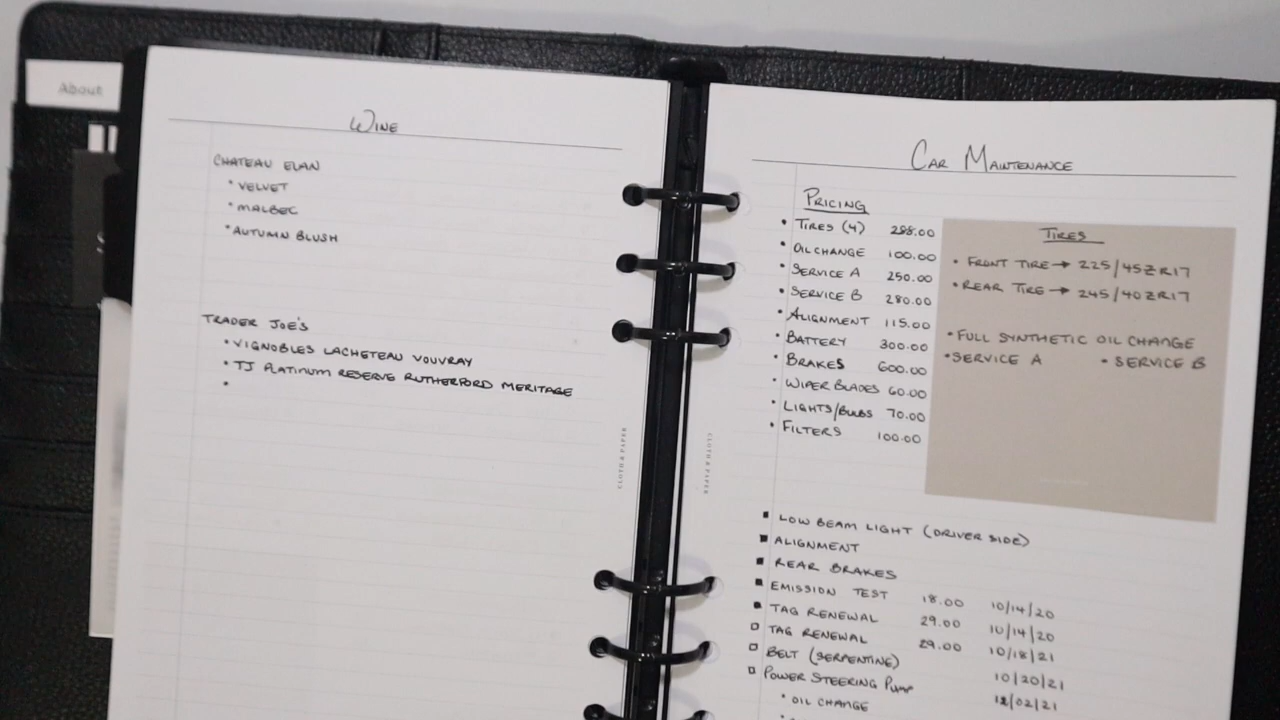 About
Wine
Chateau Elan
• Velvet
• Malbec
• Autumn Blush
Trader Joe's
• Vignobles Lacheteau Vouvray
• TJ Platinum Reserve Rutherford Meritage
•
CLOTH & PAPER
Car Maintenance
Pricing
• Tires (4) 288.00
• Oil Change 100.00
• Service A 250.00
• Service B 280.00
• Alignment 115.00
• Battery 300.00
• Brakes 600.00
• Wiper Blades 60.00
• Lights/Bulbs 70.00
• Filters 100.00
Tires
• Front Tire → 225/45ZR17
• Rear Tire → 245/40ZR17
• Full Synthetic Oil Change
• Service A • Service B
CLOTH & PAPER
■ Low Beam Light (Driver Side)
■ Alignment
■ Rear Brakes
■ Emission Test 18.00 10/14/20
■ Tag Renewal 29.00 10/14/20
□ Tag Renewal 29.00 10/18/21
□ Belt (Serpentine) 10/20/21
□ Power Steering Pump /02/21
• Oil Change